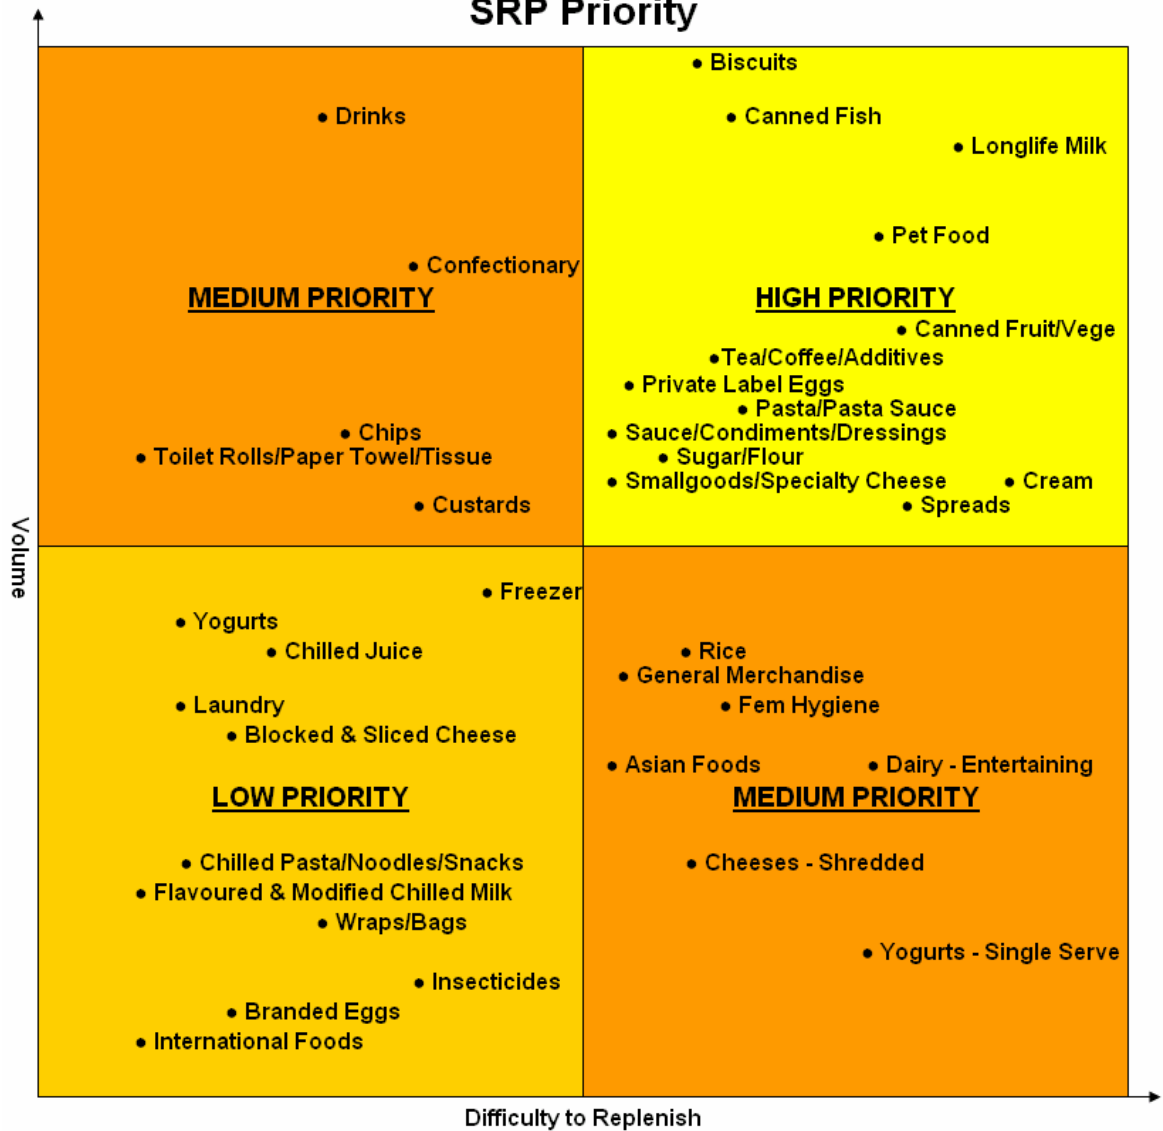 SRP Priority
• Biscuits
• Drinks
• Canned Fish
• Longlife Milk
• Pet Food
• Confectionary
MEDIUM PRIORITY
HIGH PRIORITY
• Canned Fruit/Vege
•Tea/Coffee/Additives
• Private Label Eggs
• Pasta/Pasta Sauce
• Chips
• Sauce/Condiments/Dressings
• Toilet Rolls/Paper Towel/Tissue
• Sugar/Flour
• Smallgoods/Specialty Cheese
• Cream
• Custards
• Spreads
Volume
• Freezer
• Yogurts
• Chilled Juice
• Rice
• General Merchandise
• Laundry
• Fem Hygiene
• Blocked & Sliced Cheese
• Asian Foods
• Dairy - Entertaining
LOW PRIORITY
MEDIUM PRIORITY
• Chilled Pasta/Noodles/Snacks
• Cheeses - Shredded
• Flavoured & Modified Chilled Milk
• Wraps/Bags
• Yogurts - Single Serve
• Insecticides
• Branded Eggs
• International Foods
Difficulty to Replenish